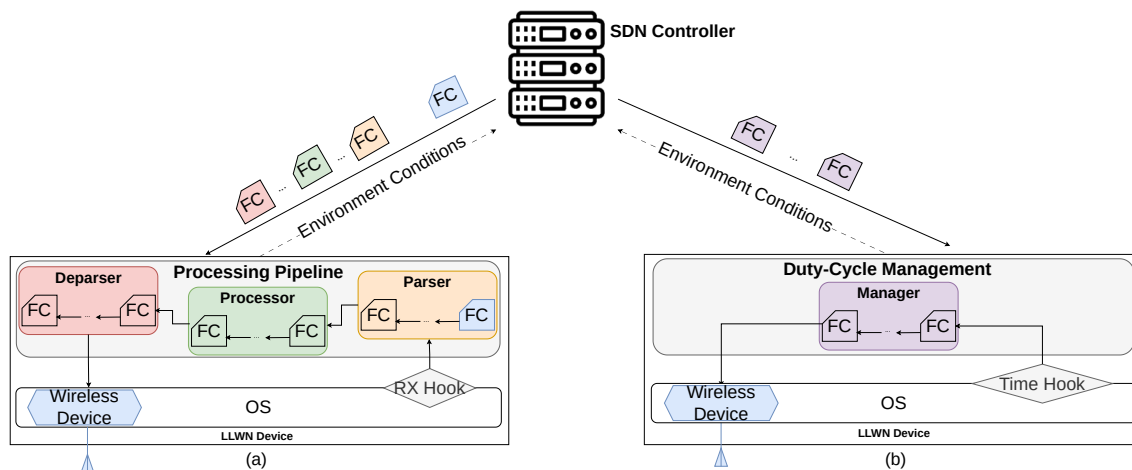 SDN Controller
FC
FC
...
FC
...
FC
Environment Conditions
FC
...
FC
Environment Conditions
Processing Pipeline
Deparser
FC
...
FC
Processor
FC
...
FC
Parser
FC
...
FC
RX Hook
Wireless
Device
OS
LLWN Device
(a)
Duty-Cycle Management
Manager
FC
...
FC
Time Hook
Wireless
Device
OS
LLWN Device
(b)